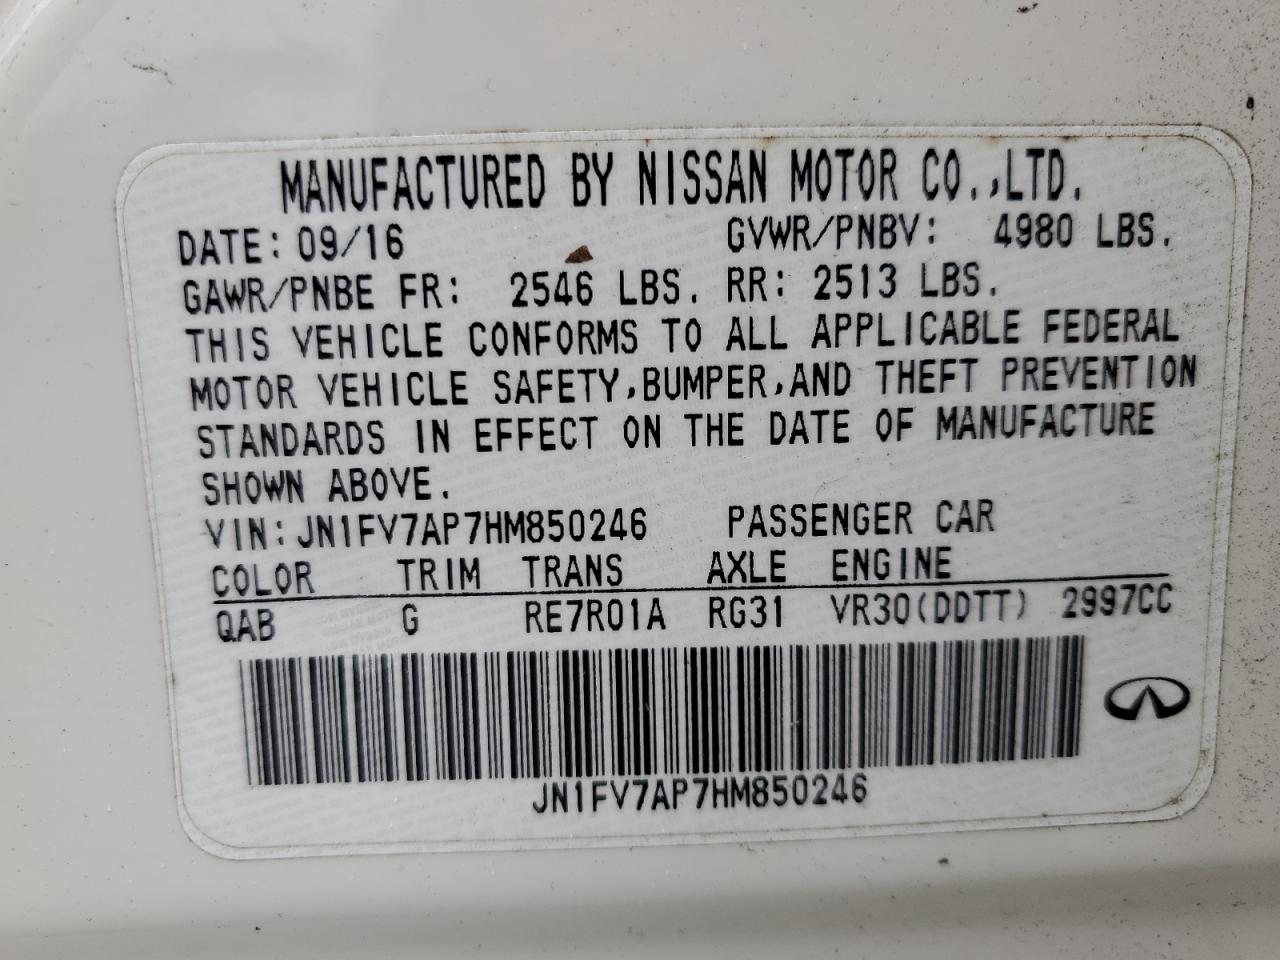 MANUFACTURED BY NISSAN MOTOR CO.,LTD.
DATE: 09/16 GVWR/PNBV: 4980 LBS.
GAWR/PNBE FR: 2546 LBS. RR: 2513 LBS.
THIS VEHICLE CONFORMS TO ALL APPLICABLE FEDERAL
MOTOR VEHICLE SAFETY,BUMPER,AND THEFT PREVENTION
STANDARDS IN EFFECT ON THE DATE OF MANUFACTURE
SHOWN ABOVE.
VIN: JN1FV7AP7HM850246 PASSENGER CAR
COLOR TRIM TRANS AXLE ENGINE
QAB G RE7R01A RG31 VR30(DDTT) 2997CC
JN1FV7AP7HM850246